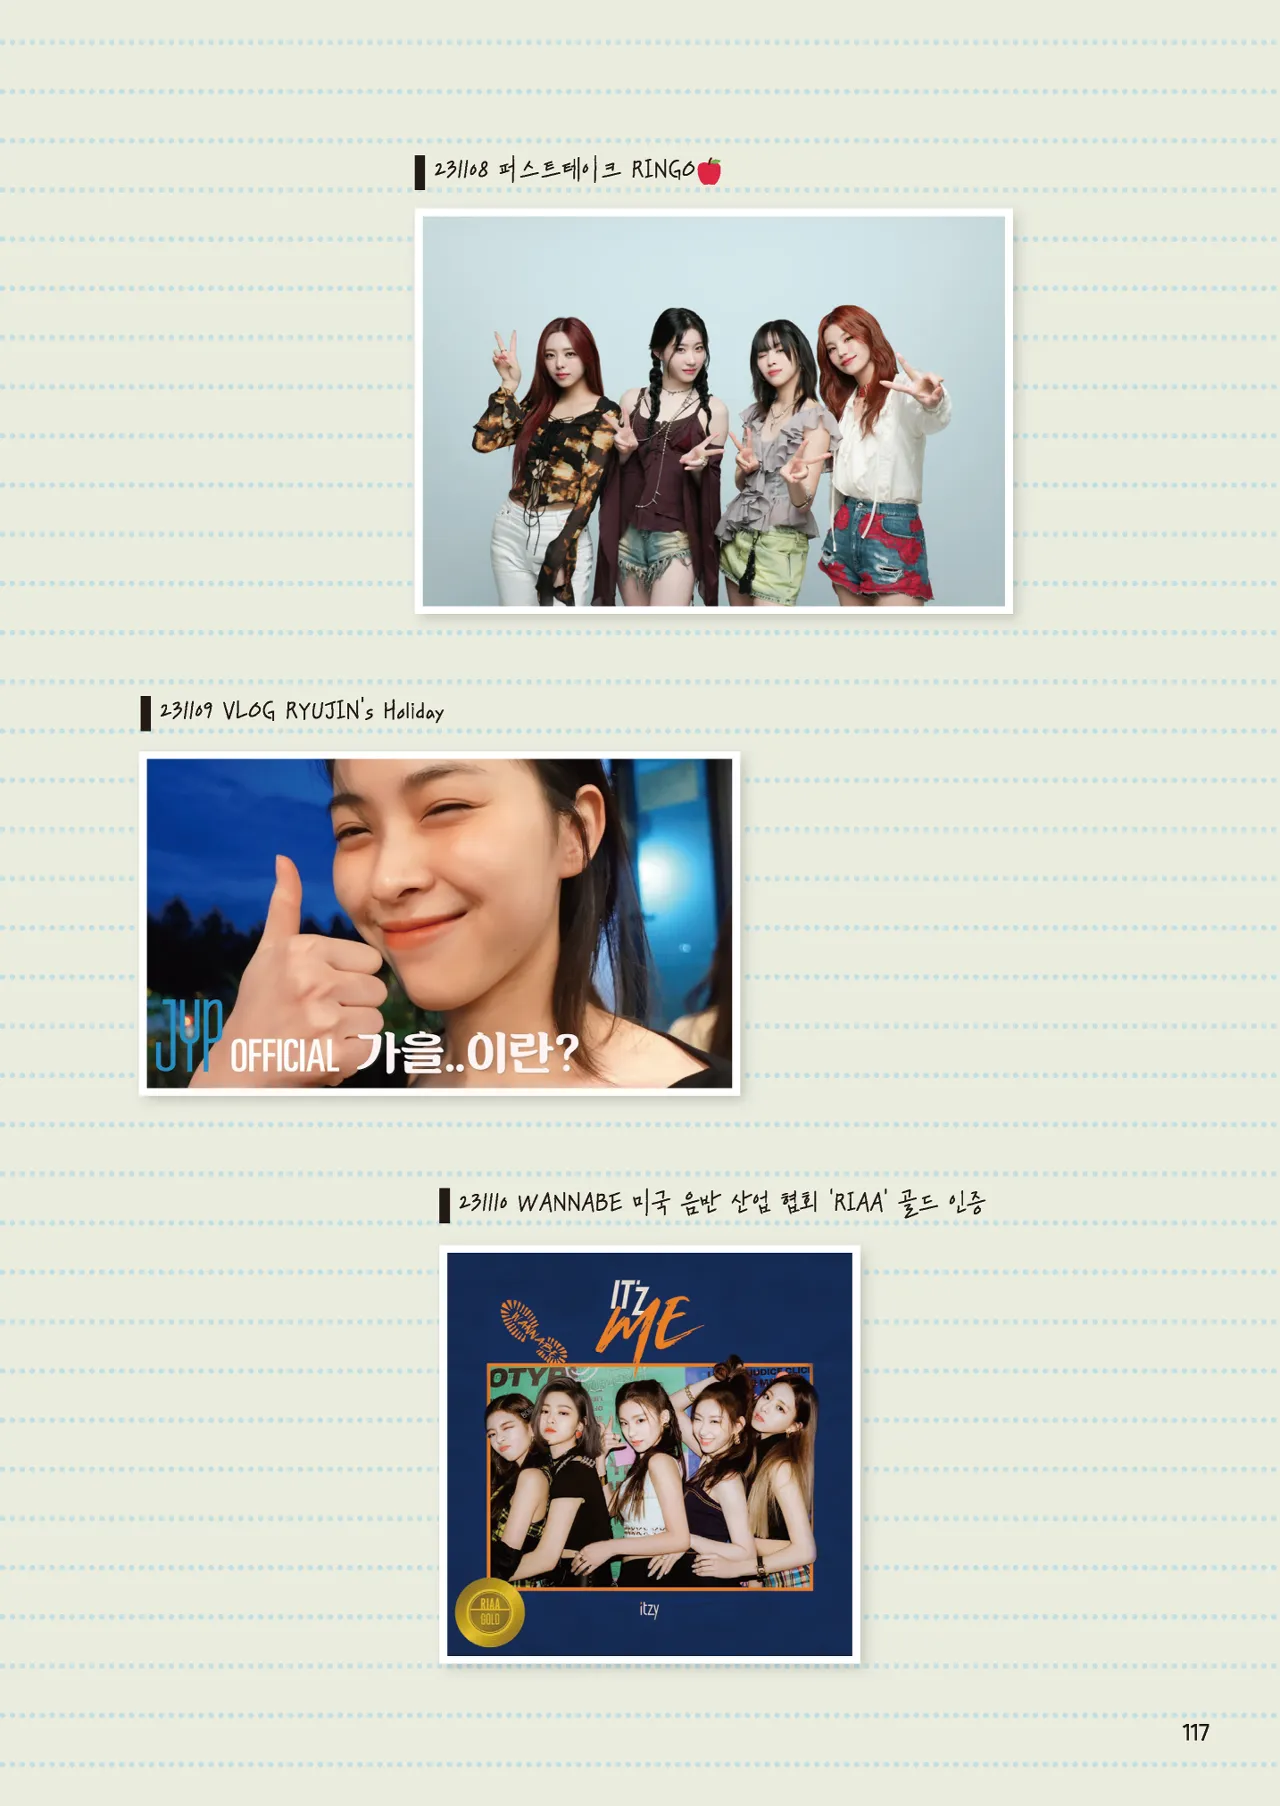 231108 퍼스트테이크 RINGO🍎
231109 VLOG RYUJIN's Holiday
JYP OFFICIAL 가을..이란?
231110 WANNABE 미국 음반 산업 협회 'RIAA' 골드 인증
IT'z
ME
WANNABE
RIAA
GOLD
itzy
117